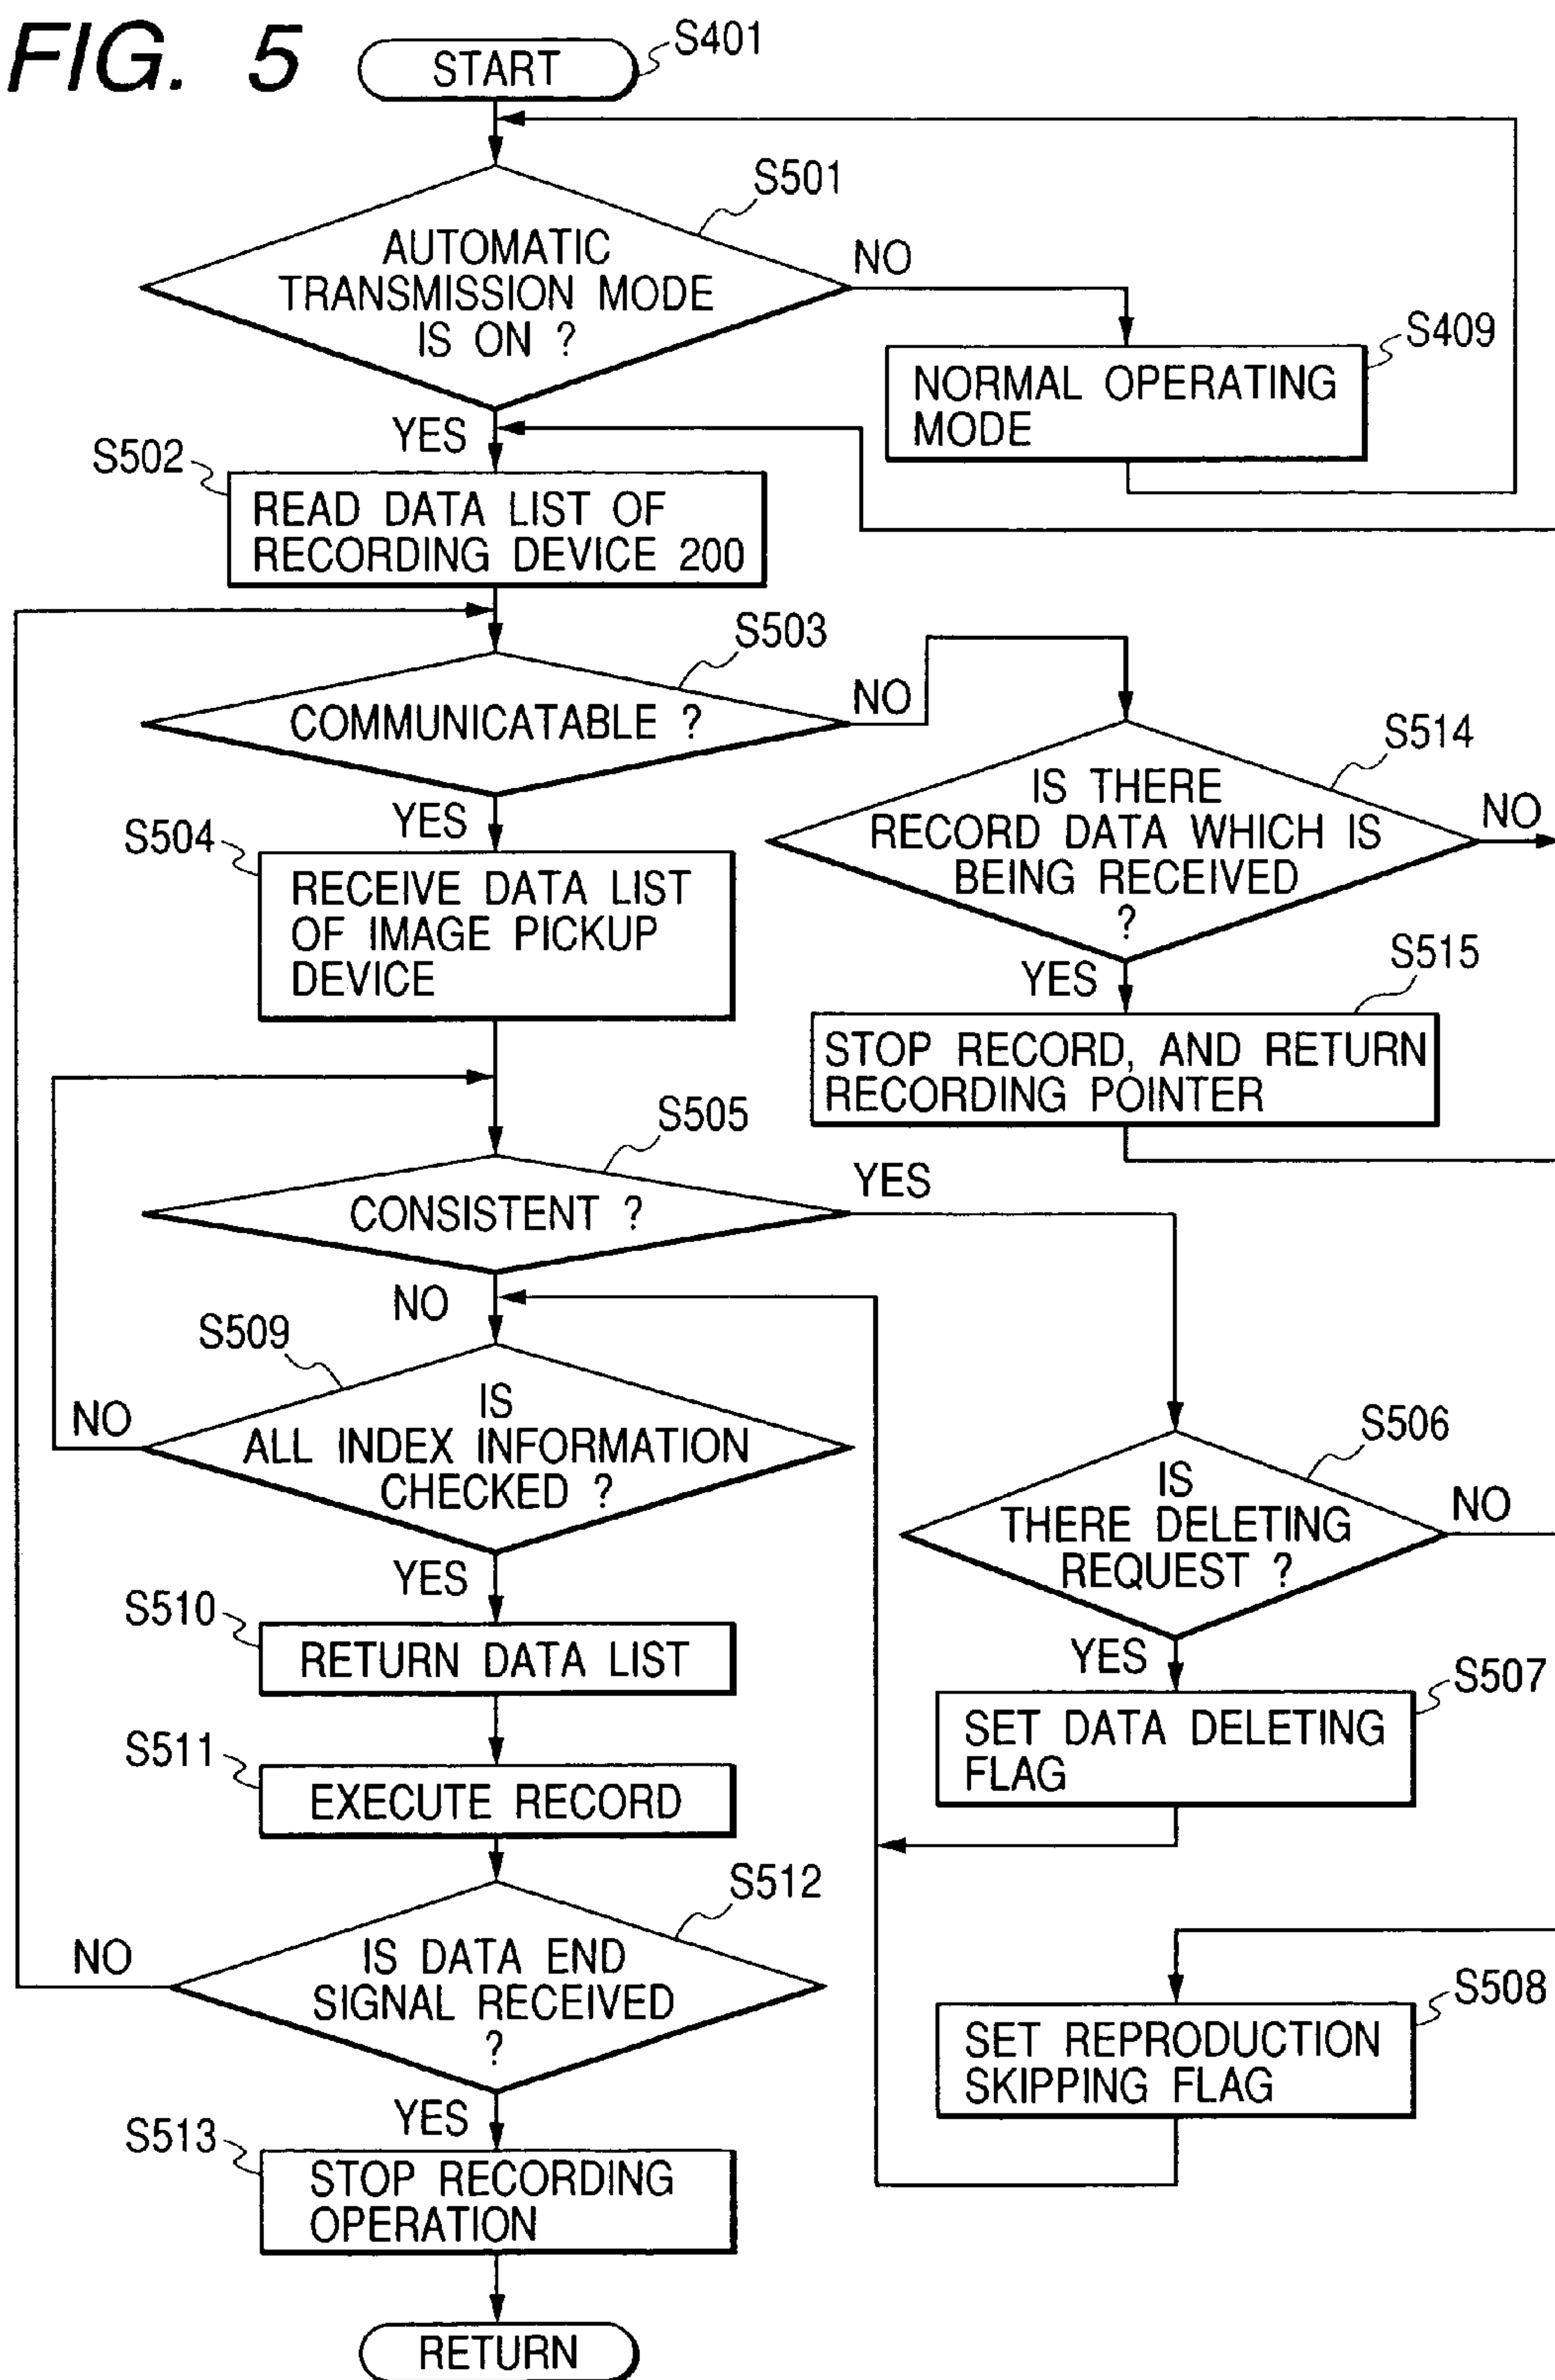 FIG. 5
START
S401
S501
AUTOMATIC
TRANSMISSION MODE
IS ON ?
NO
S409
NORMAL OPERATING
MODE
YES
S502
READ DATA LIST OF
RECORDING DEVICE 200
S503
COMMUNICATABLE ?
NO
S514
IS THERE
RECORD DATA WHICH IS
BEING RECEIVED
?
NO
YES
S504
RECEIVE DATA LIST
OF IMAGE PICKUP
DEVICE
YES
S515
STOP RECORD, AND RETURN
RECORDING POINTER
S505
CONSISTENT ?
YES
NO
S509
IS
ALL INDEX INFORMATION
CHECKED ?
NO
S506
IS
THERE DELETING
REQUEST ?
NO
YES
S510
RETURN DATA LIST
YES
S507
SET DATA DELETING
FLAG
S511
EXECUTE RECORD
S512
IS DATA END
SIGNAL RECEIVED
?
NO
S508
SET REPRODUCTION
SKIPPING FLAG
YES
S513
STOP RECORDING
OPERATION
RETURN